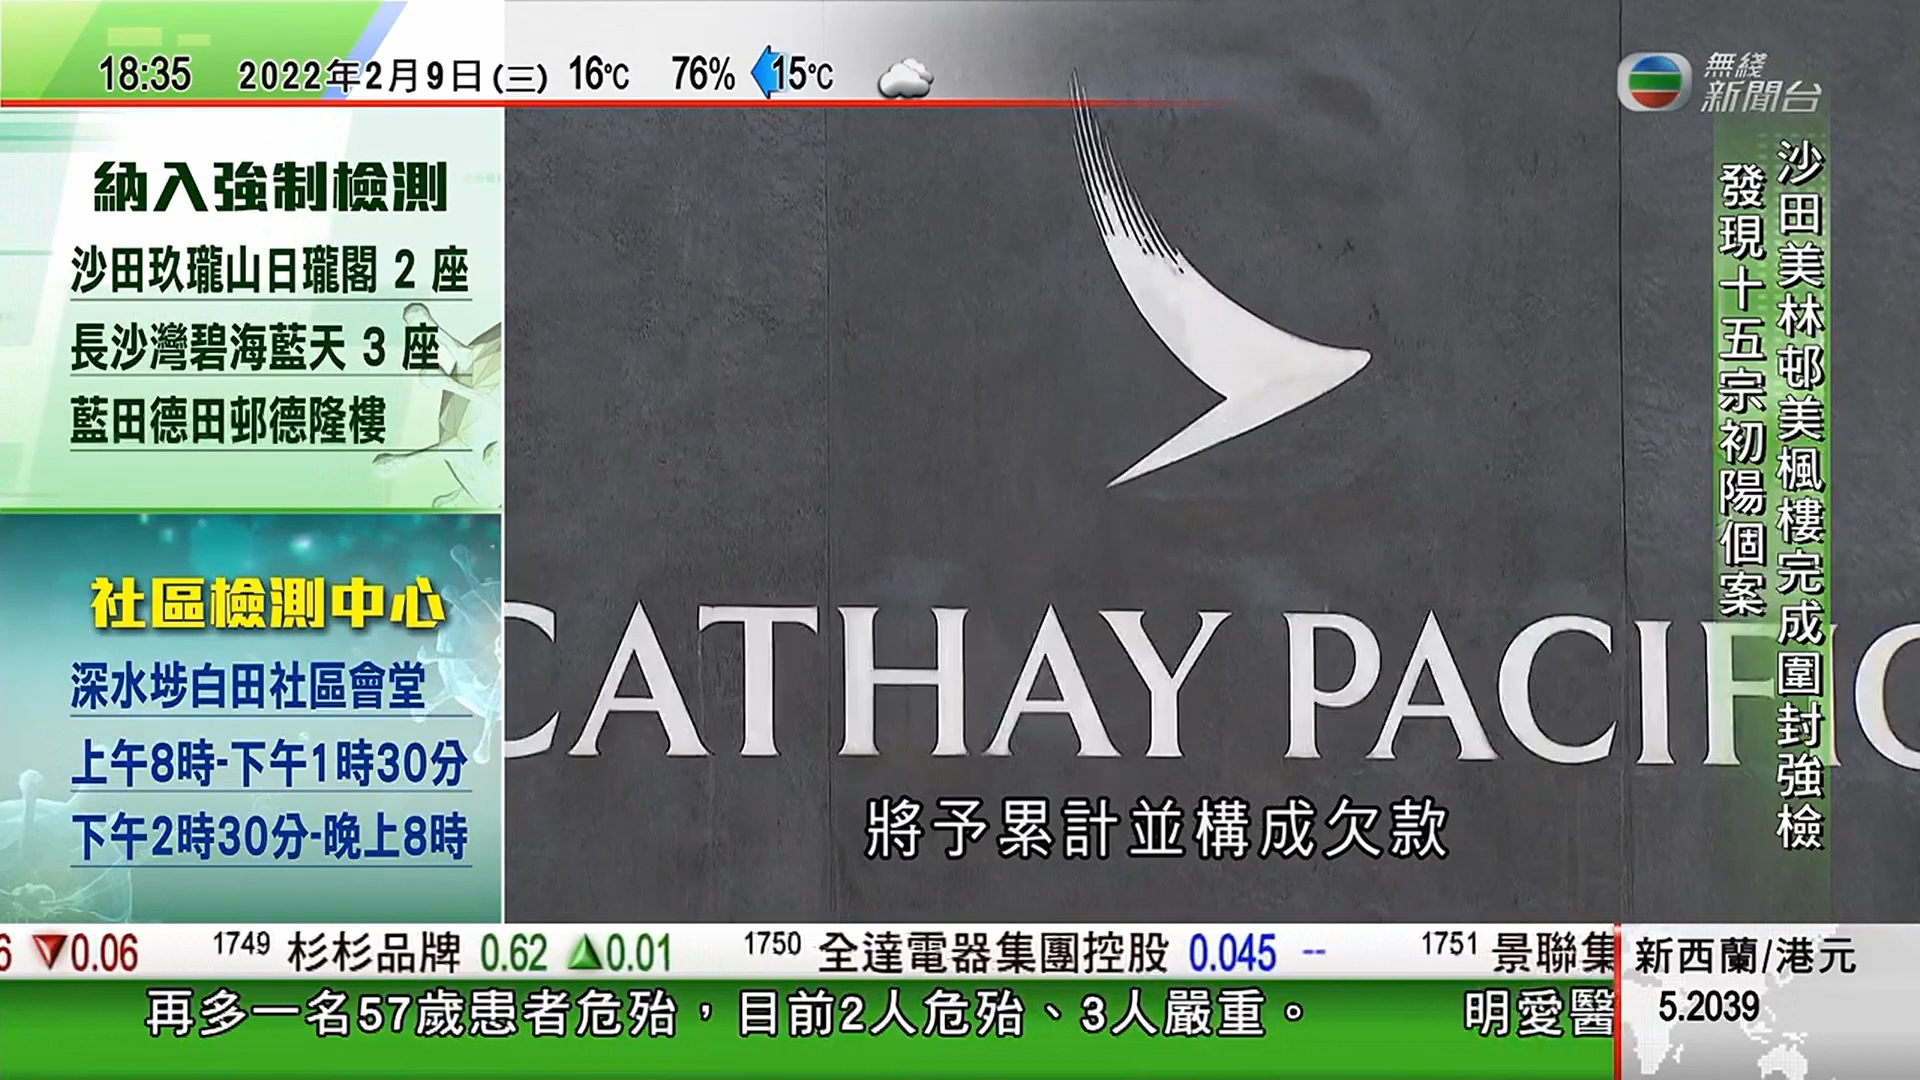 18:35 2022年2月9日(三) 16°C 76% 15°C
無綫
新聞台
納入強制檢測
沙田玖瓏山日瓏閣 2 座
長沙灣碧海藍天 3 座
藍田德田邨德隆樓
社區檢測中心
深水埗白田社區會堂
上午8時-下午1時30分
下午2時30分-晚上8時
沙田美林邨美楓樓完成圍封強檢
發現十五宗初陽個案
CATHAY PACIFIC
將予累計並構成欠款
6 ▼0.06 1749 杉杉品牌 0.62 ▲0.01 1750 全達電器集團控股 0.045 -- 1751 景聯集
新西蘭/港元
5.2039
再多一名57歲患者危殆，目前2人危殆、3人嚴重。 明愛醫